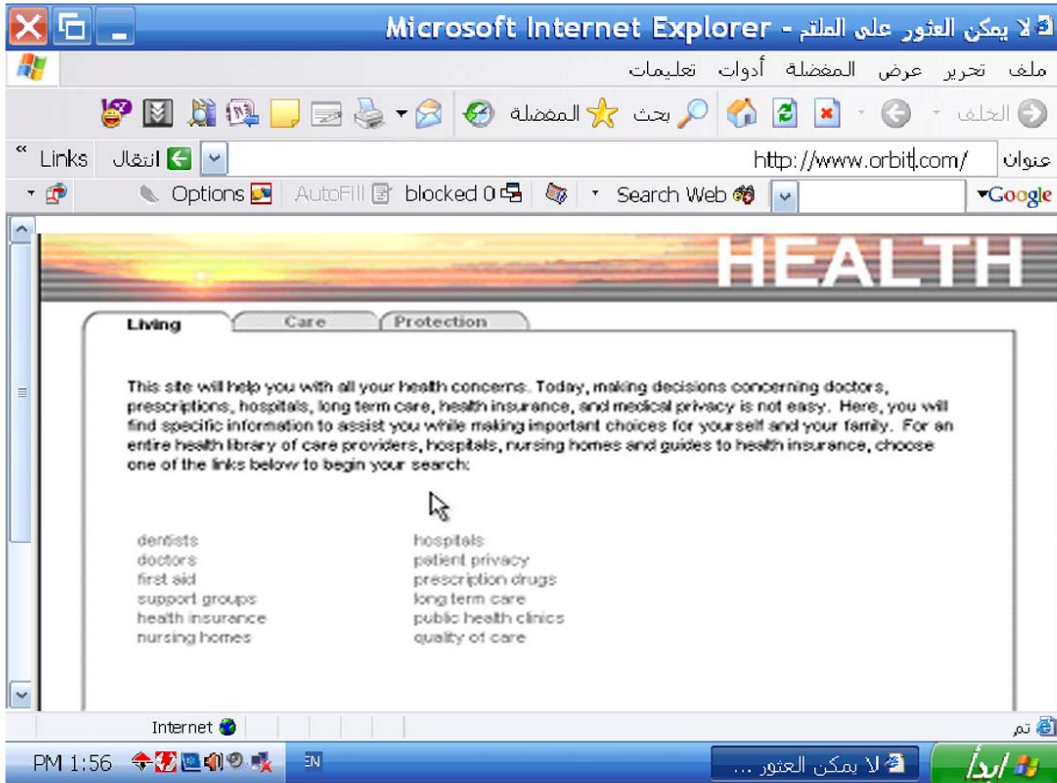 لا يمكن العثور على الملتم - Microsoft Internet Explorer
ملف تحرير عرض المفضلة أدوات تعليمات
الخلف بحث المفضلة
عنوان http://www.orbit.com/ انتقال Links
Google Search Web blocked 0 AutoFill Options
HEALTH
Living Care Protection
This site will help you with all your health concerns. Today, making decisions concerning doctors,
prescriptions, hospitals, long term care, health insurance, and medical privacy is not easy. Here, you will
find specific information to assist you while making important choices for yourself and your family. For an
entire health library of care providers, hospitals, nursing homes and guides to health insurance, choose
one of the links below to begin your search:
dentists hospitals
doctors patient privacy
first aid prescription drugs
support groups long term care
health insurance public health clinics
nursing homes quality of care
تم Internet
ابدأ لا يمكن العثور ... EN PM 1:56